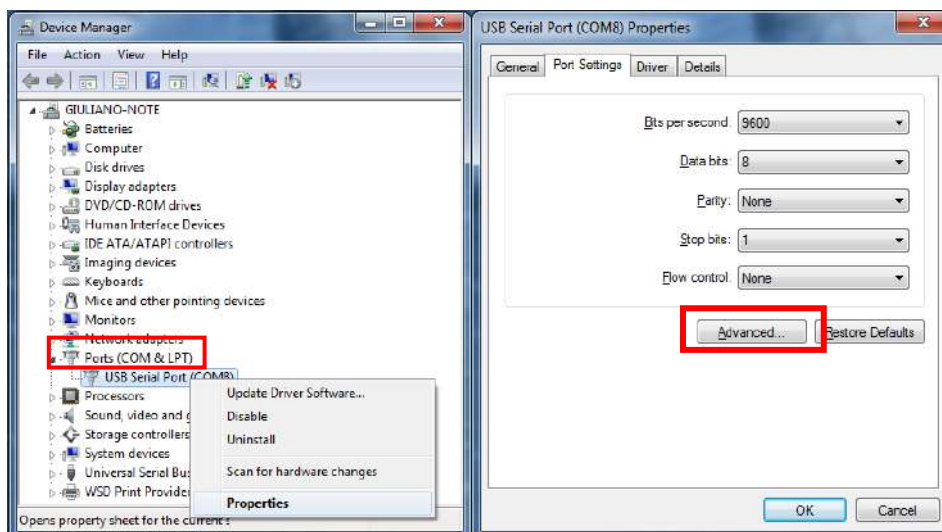 Device Manager
File Action View Help
GIULIANO-NOTE
Batteries
Computer
Disk drives
Display adapters
DVD/CD-ROM drives
Human Interface Devices
IDE ATA/ATAPI controllers
Imaging devices
Keyboards
Mice and other pointing devices
Monitors
Network adapters
Ports (COM & LPT)
USB Serial Port (COM8)
Processors
Sound, video and g
Storage controllers
System devices
Universal Serial Bu
WSD Print Provider
Update Driver Software...
Disable
Uninstall
Scan for hardware changes
Properties
Opens property sheet for the current s
USB Serial Port (COM8) Properties
General Port Settings Driver Details
Bits per second: 9600
Data bits: 8
Parity: None
Stop bits: 1
Flow control: None
Advanced... Restore Defaults
OK Cancel